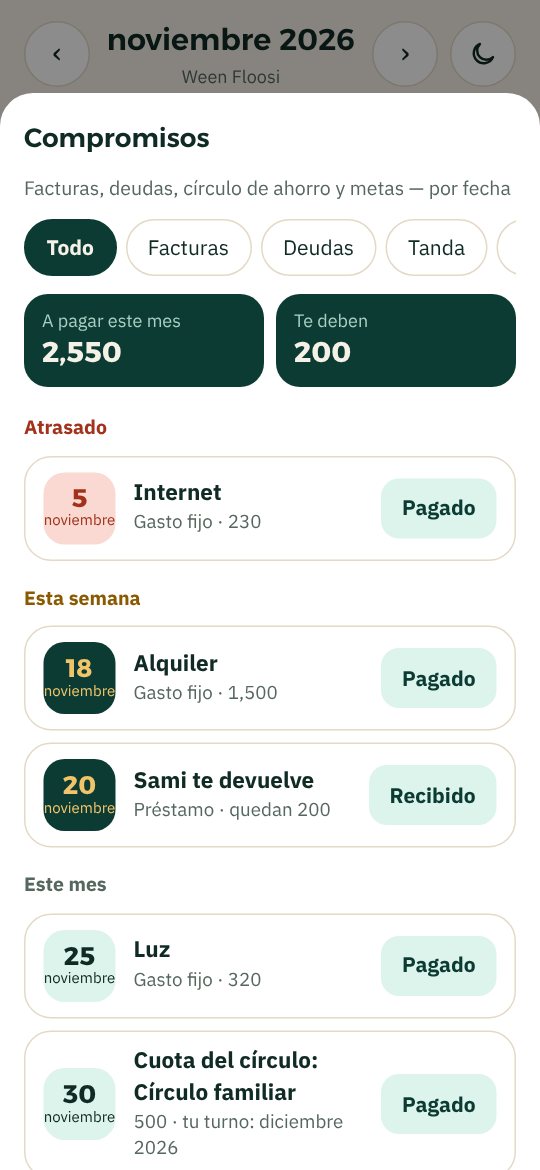 ‹
noviembre 2026
›
Ween Floosi
Compromisos
Facturas, deudas, círculo de ahorro y metas — por fecha
Todo
Facturas
Deudas
Tanda
A pagar este mes
2,550
Te deben
200
Atrasado
5
noviembre
Internet
Gasto fijo · 230
Pagado
Esta semana
18
noviembre
Alquiler
Gasto fijo · 1,500
Pagado
20
noviembre
Sami te devuelve
Préstamo · quedan 200
Recibido
Este mes
25
noviembre
Luz
Gasto fijo · 320
Pagado
30
noviembre
Cuota del círculo:
Círculo familiar
500 · tu turno: diciembre
2026
Pagado